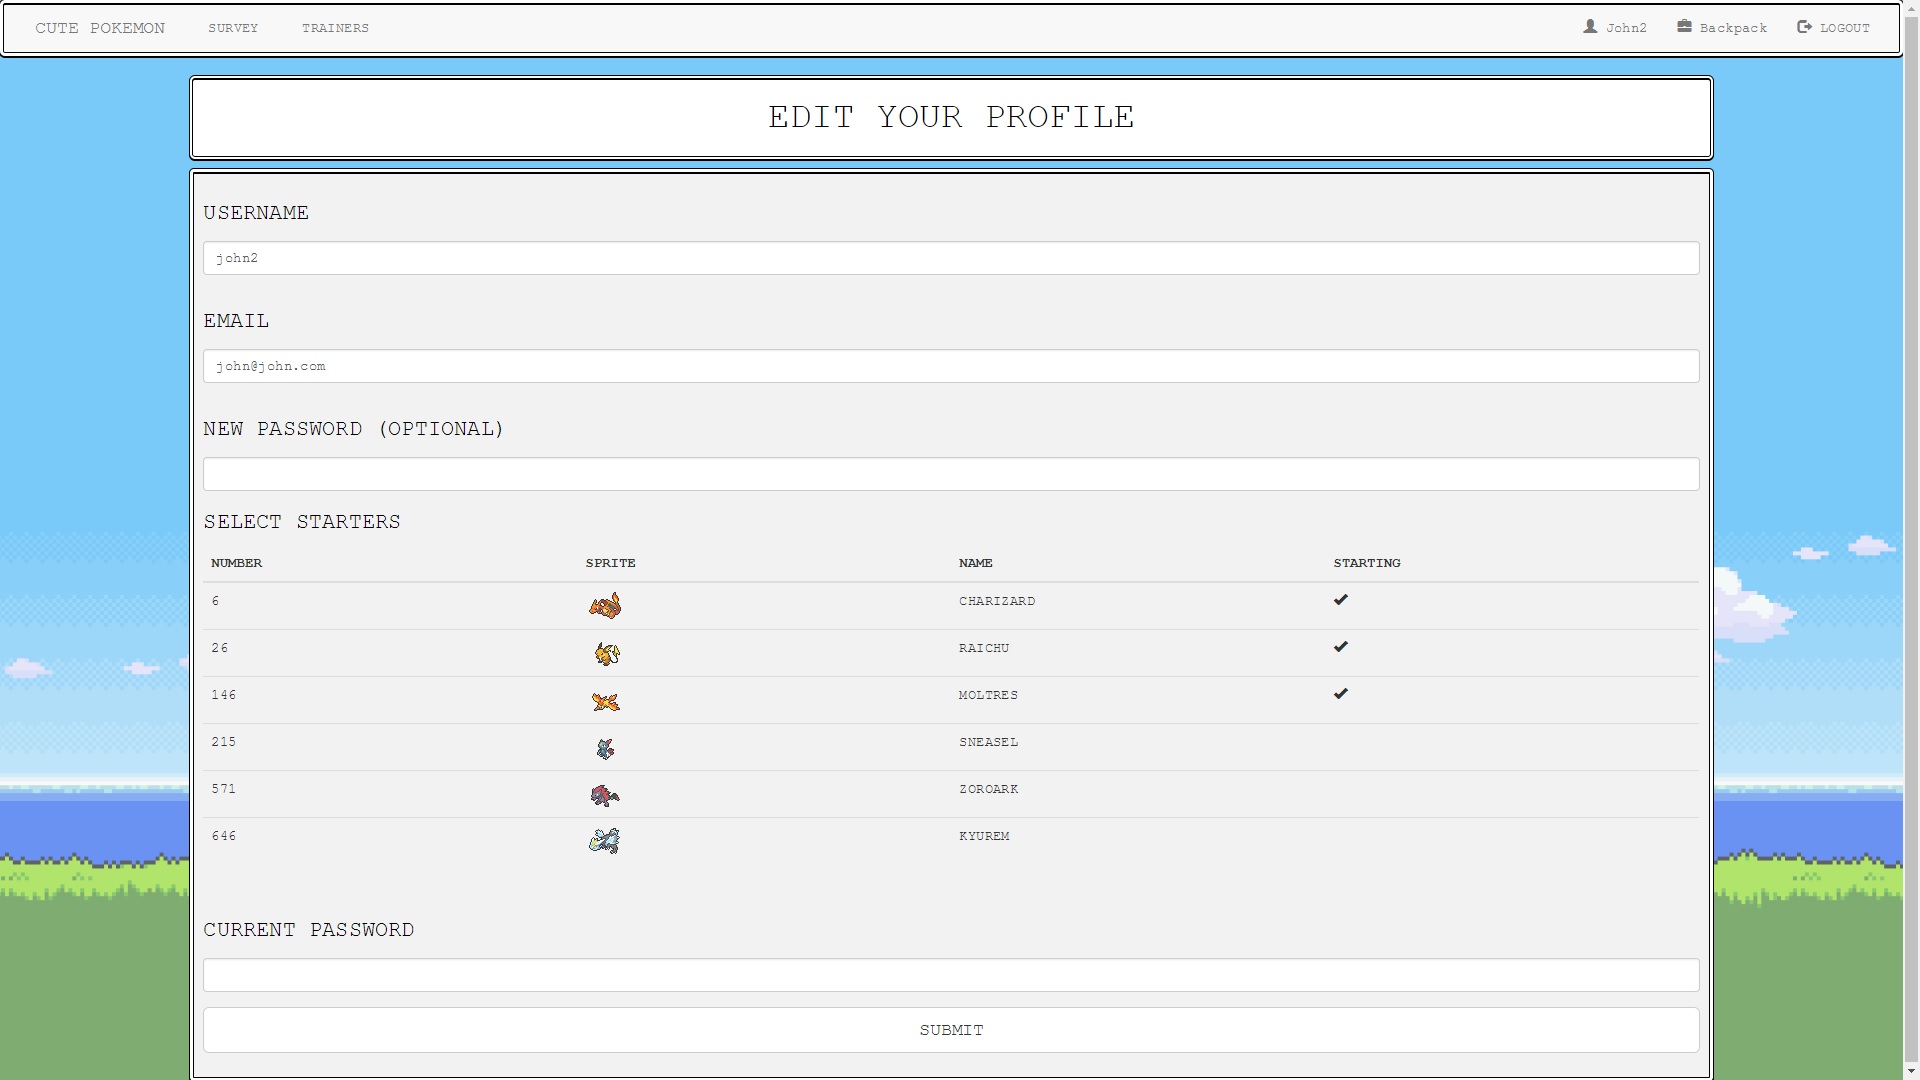 CUTE POKEMON SURVEY TRAINERS John2 Backpack LOGOUT
EDIT YOUR PROFILE
USERNAME
john2
EMAIL
john@john.com
NEW PASSWORD (OPTIONAL)
SELECT STARTERS
NUMBER SPRITE NAME STARTING
6 CHARIZARD
26 RAICHU
146 MOLTRES
215 SNEASEL
571 ZOROARK
646 KYUREM
CURRENT PASSWORD
SUBMIT